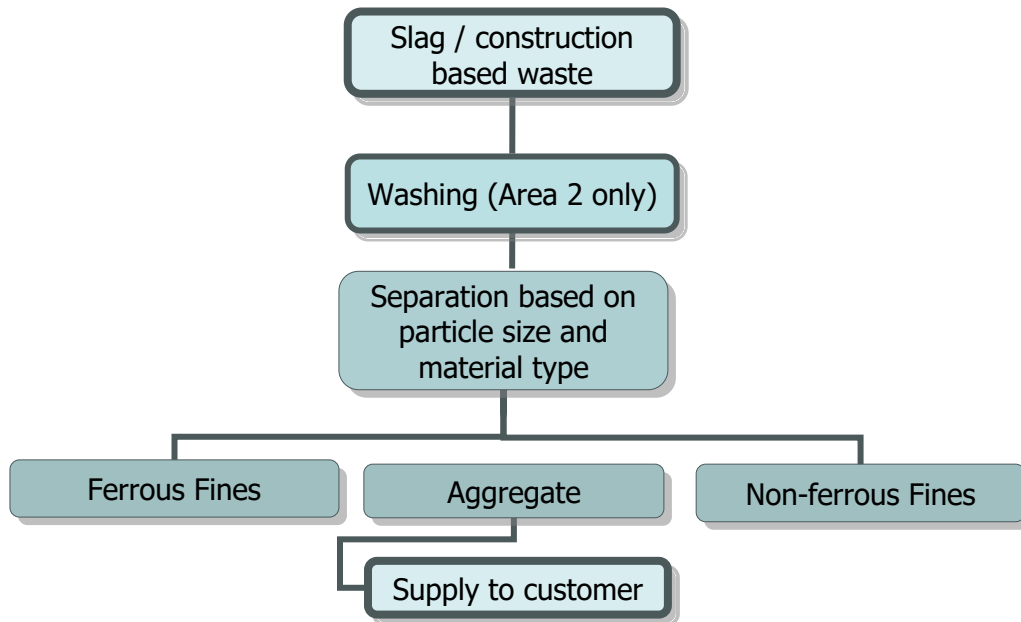 Slag / construction
based waste
Washing (Area 2 only)
Separation based on
particle size and
material type
Ferrous Fines
Aggregate
Non-ferrous Fines
Supply to customer